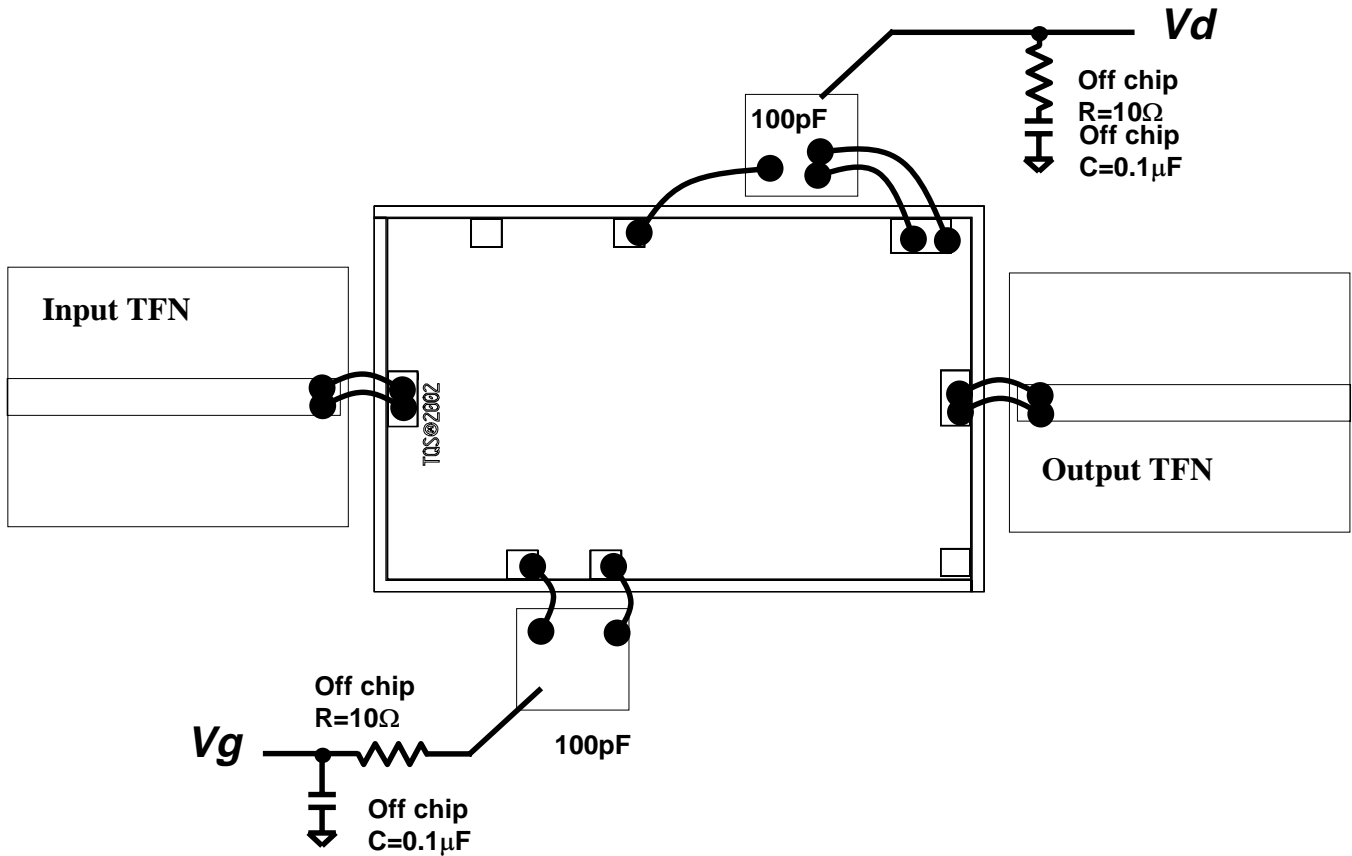 Vd
Off chip
R=10Ω
Off chip
C=0.1μF
100pF
Input TFN
TQS©2002
Output TFN
Off chip
R=10Ω
Vg
100pF
Off chip
C=0.1μF